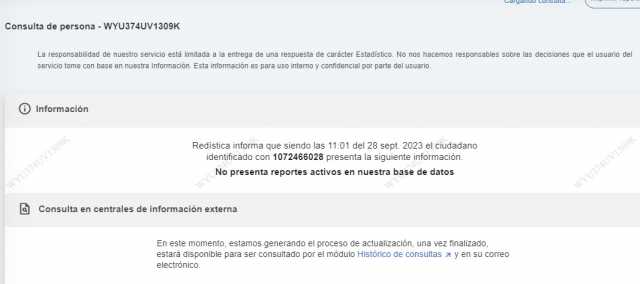 Cargando consulta...
Consulta de persona - WYU374UV1309K
La responsabilidad de nuestro servicio está limitada a la entrega de una respuesta de carácter Estadístico. No nos hacemos responsables sobre las decisiones que el usuario del
servicio tome con base en nuestra Información. Esta información es para uso interno y confidencial por parte del usuario.
Información
Redística informa que siendo las 11:01 del 28 sept. 2023 el ciudadano
identificado con 1072466028 presenta la siguiente información.
No presenta reportes activos en nuestra base de datos
WYU374UV1309K
WYU374UV1309K
WYU374UV1309K
WYU374UV1309K
Consulta en centrales de información externa
En este momento, estamos generando el proceso de actualización, una vez finalizado,
estará disponible para ser consultado por el módulo Histórico de consultas y en su correo
electrónico.